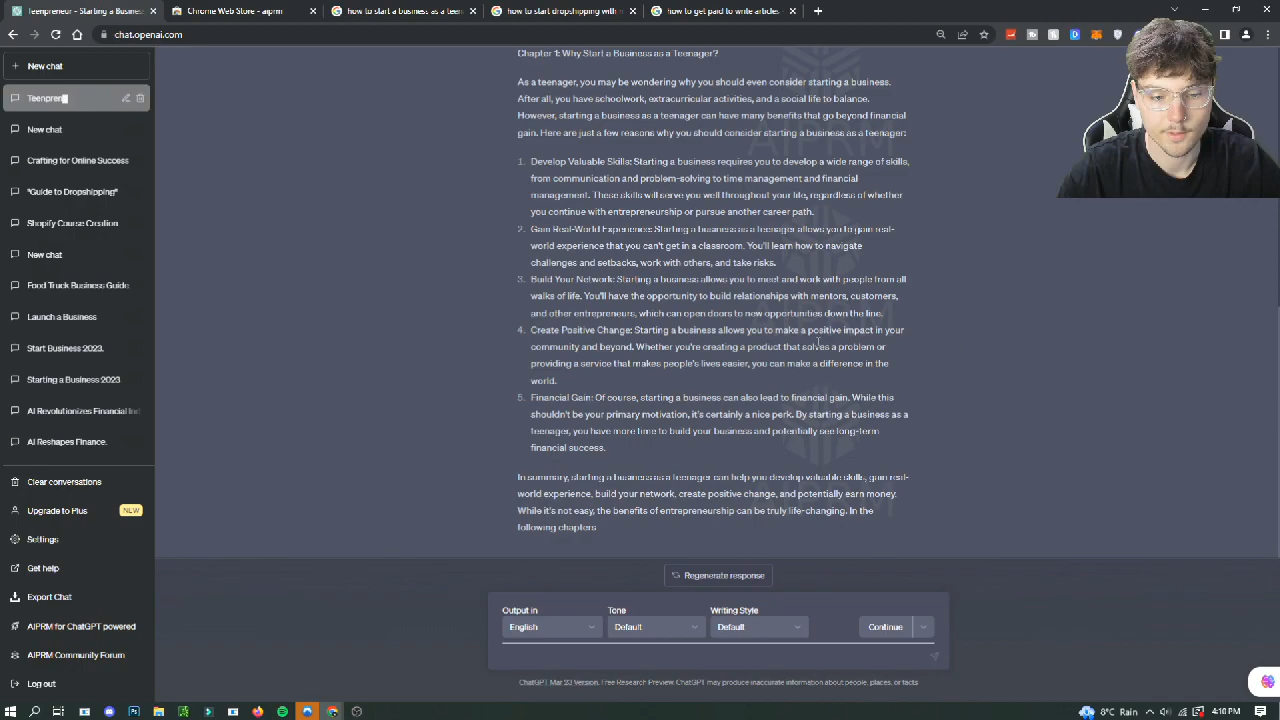 Teenpreneur - Starting a Busines
Chrome Web Store - aiprm
how to start a business as a teen
how to start dropshipping with n
how to get paid to write articles
chat.openai.com
New chat
Teenpren
New chat
Crafting for Online Success
"Guide to Dropshipping"
Shopify Course Creation
New chat
Food Truck Business Guide.
Launch a Business
Start Business 2023.
Starting a Business 2023
AI Revolutionizes Financial Ind
AI Reshapes Finance.
Clear conversations
Upgrade to Plus
NEW
Settings
Get help
Export Chat
AIPRM for ChatGPT powered
AIPRM Community Forum
Log out
Chapter 1: Why Start a Business as a Teenager?
As a teenager, you may be wondering why you should even consider starting a business.
After all, you have schoolwork, extracurricular activities, and a social life to balance.
However, starting a business as a teenager can have many benefits that go beyond financial
gain. Here are just a few reasons why you should consider starting a business as a teenager:
1. Develop Valuable Skills: Starting a business requires you to develop a wide range of skills,
from communication and problem-solving to time management and financial
management. These skills will serve you well throughout your life, regardless of whether
you continue with entrepreneurship or pursue another career path.
2. Gain Real-World Experience: Starting a business as a teenager allows you to gain real-
world experience that you can't get in a classroom. You'll learn how to navigate
challenges and setbacks, work with others, and take risks.
3. Build Your Network: Starting a business allows you to meet and work with people from all
walks of life. You'll have the opportunity to build relationships with mentors, customers,
and other entrepreneurs, which can open doors to new opportunities down the line.
4. Create Positive Change: Starting a business allows you to make a positive impact in your
community and beyond. Whether you're creating a product that solves a problem or
providing a service that makes people's lives easier, you can make a difference in the
world.
5. Financial Gain: Of course, starting a business can also lead to financial gain. While this
shouldn't be your primary motivation, it's certainly a nice perk. By starting a business as a
teenager, you have more time to build your business and potentially see long-term
financial success.
In summary, starting a business as a teenager can help you develop valuable skills, gain real-
world experience, build your network, create positive change, and potentially earn money.
While it's not easy, the benefits of entrepreneurship can be truly life-changing. In the
following chapters
AIPRM
AIPRM
AIPRM
Regenerate response
Output in
Tone
Writing Style
English
Default
Default
Continue
ChatGPT Mar 23 Version. Free Research Preview. ChatGPT may produce inaccurate information about people, places, or facts
8°C Rain
4:10 PM